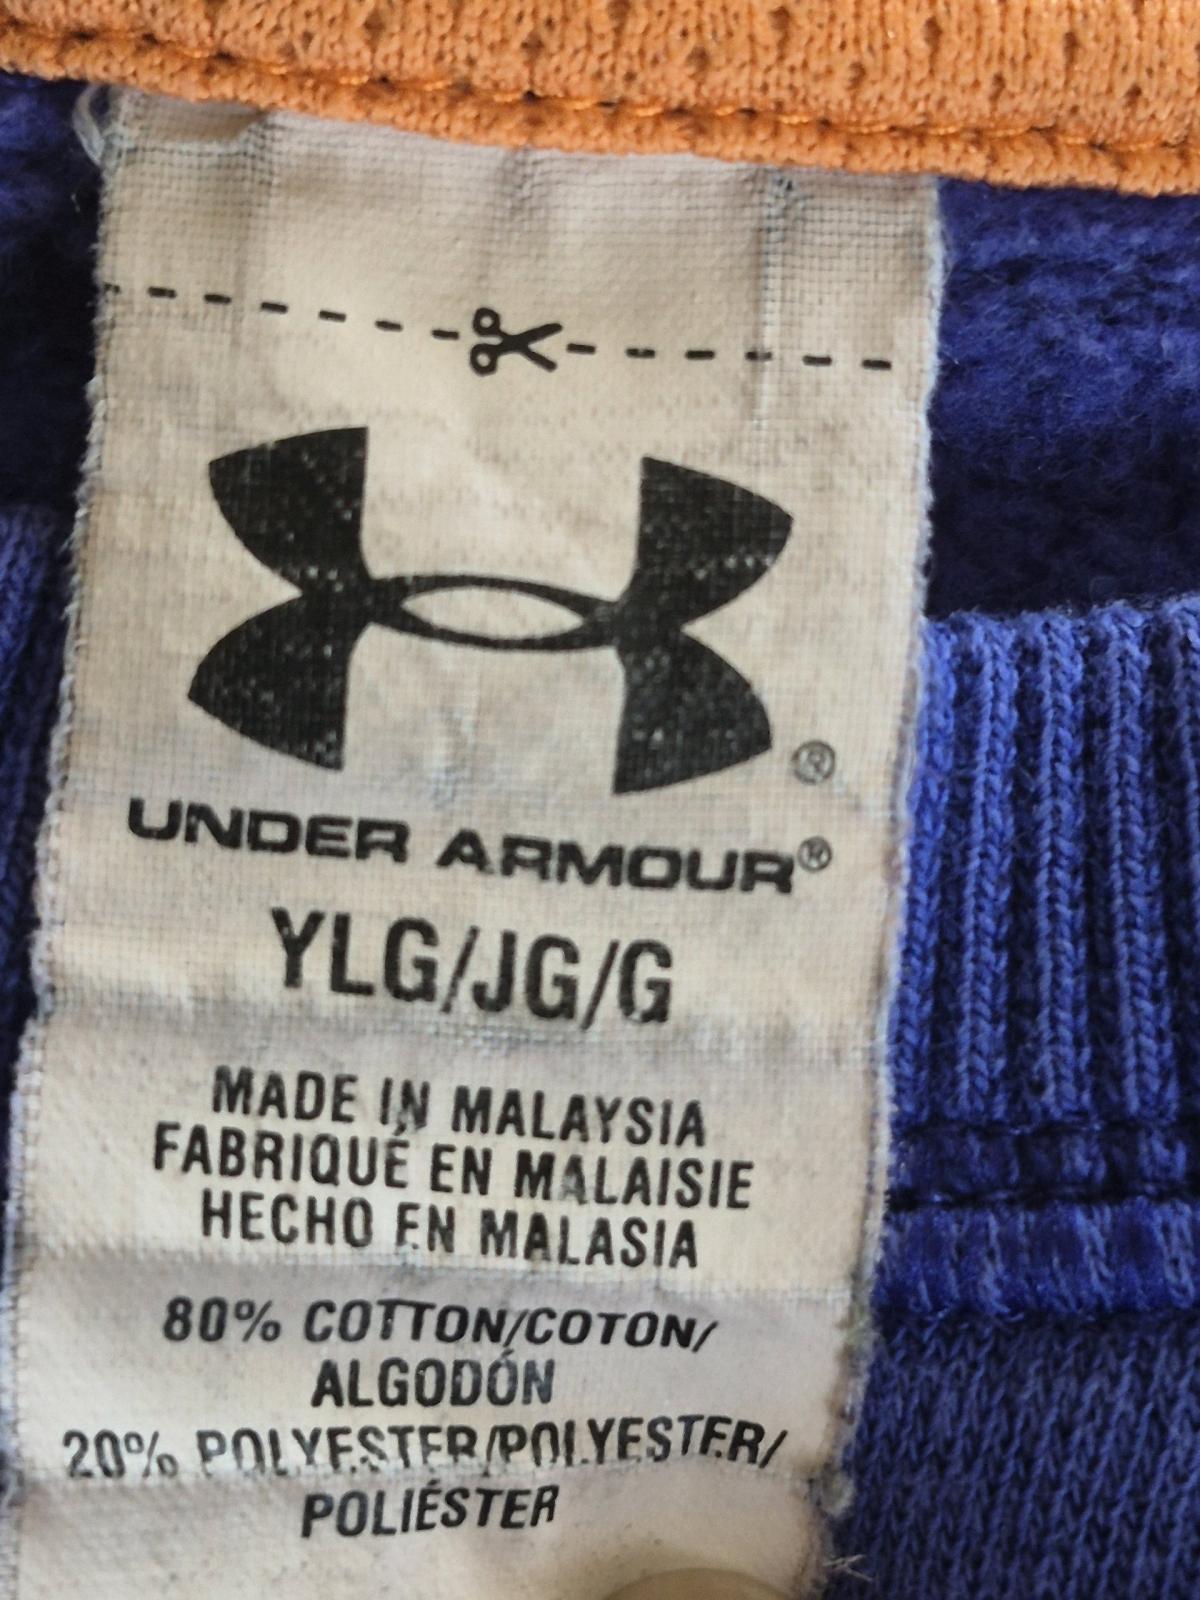 ®
UNDER ARMOUR®
YLG/JG/G
MADE IN MALAYSIA
FABRIQUÉ EN MALAISIE
HECHO EN MALASIA
80% COTTON/COTON/
ALGODÓN
20% POLYESTER/POLYESTER/
POLIÉSTER